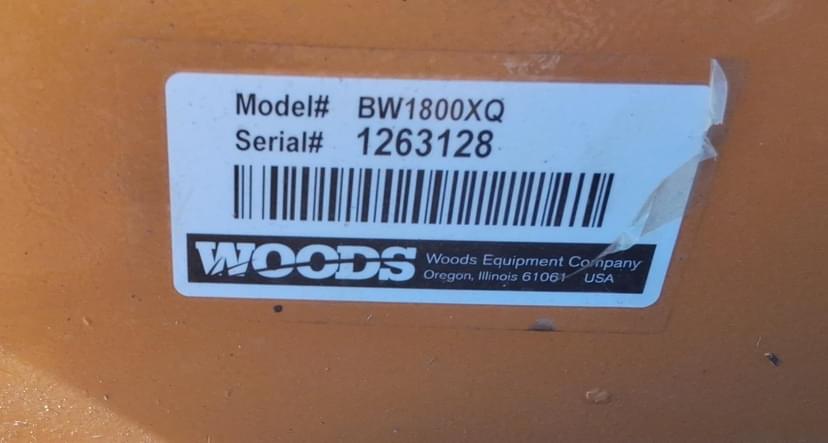 Model# BW1800XQ
Serial# 1263128
WOODS
Woods Equipment Company
Oregon, Illinois 61061 USA